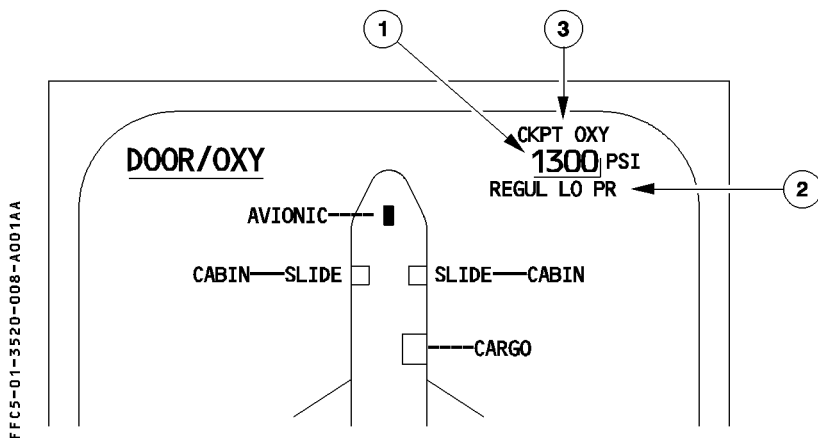 1
3
CKPT OXY
DOOR/OXY
1300 PSI
REGUL LO PR
2
AVIONIC
CABIN SLIDE
SLIDE CABIN
CARGO
FFC5-01-3520-008-A001AA